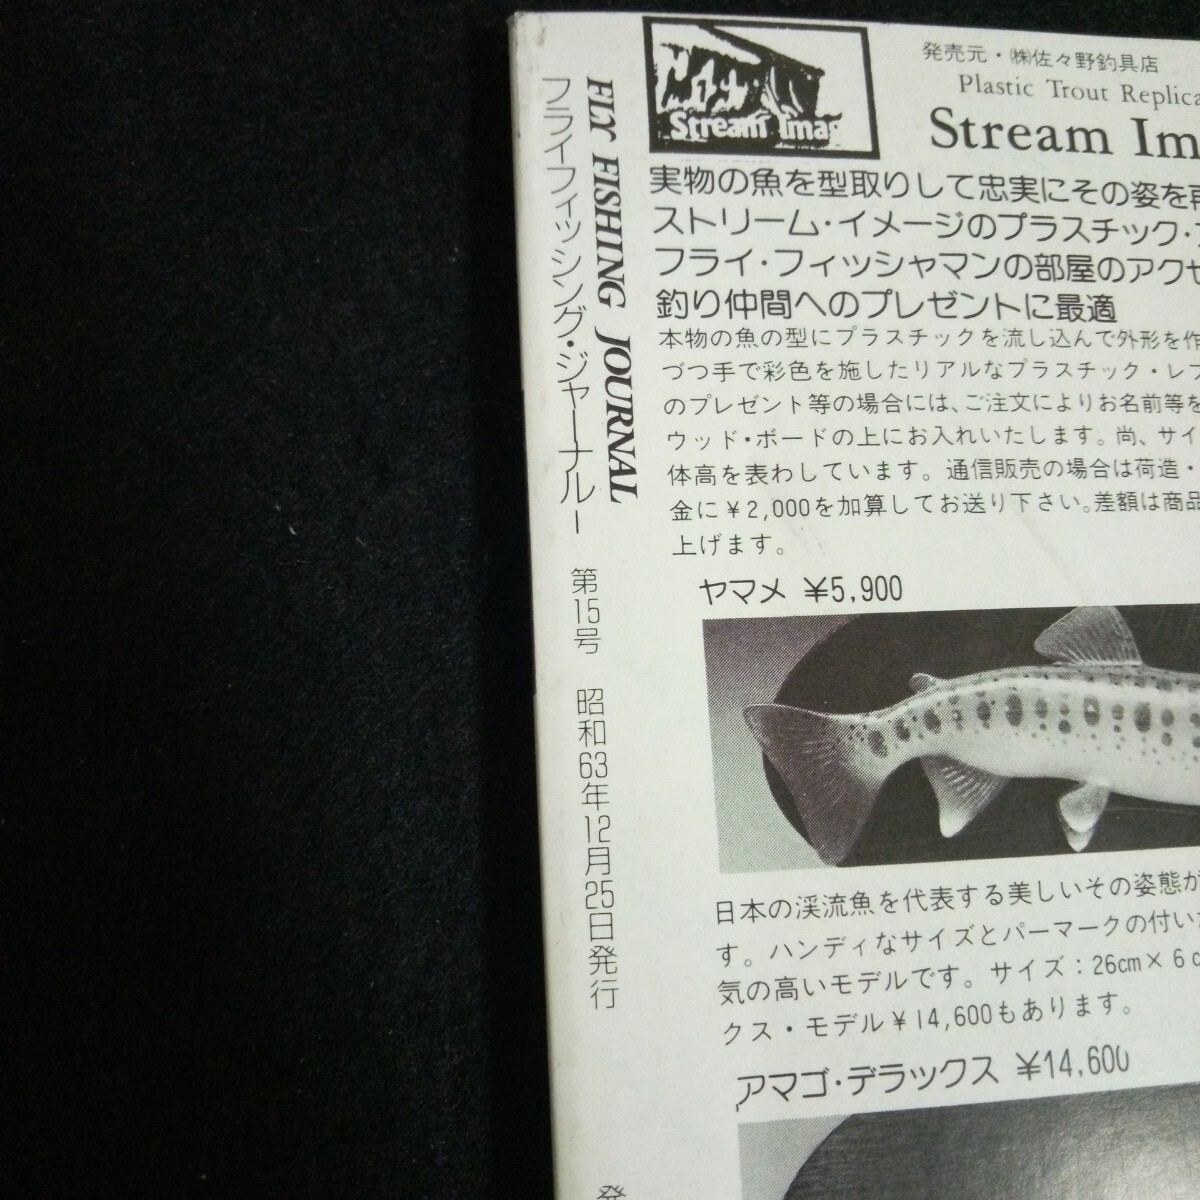 FLY FISHING JOURNAL
フライフィッシング・ジャーナルー 第15号 昭和63年12月25日発行
発
Stream Imag
発売元・㈱佐々野釣具店
Plastic Trout Replica
Stream Im
実物の魚を型取りして忠実にその姿を再
ストリーム・イメージのプラスチック・
フライ・フィッシャマンの部屋のアクセ
釣り仲間へのプレゼントに最適
本物の魚の型にプラスチックを流し込んで外形を作
づつ手で彩色を施したリアルなプラスチック・レプ
のプレゼント等の場合には、ご注文によりお名前等を
ウッド・ボードの上にお入れいたします。尚、サイ
体高を表わしています。通信販売の場合は荷造・
金に¥2,000を加算してお送り下さい。差額は商品
上げます。
ヤマメ ¥5,900
日本の渓流魚を代表する美しいその姿態が
す。ハンディなサイズとパーマークの付いた
気の高いモデルです。サイズ：26cm×6c
クス・モデル¥14,600もあります。
アマゴ・デラックス ¥14,600